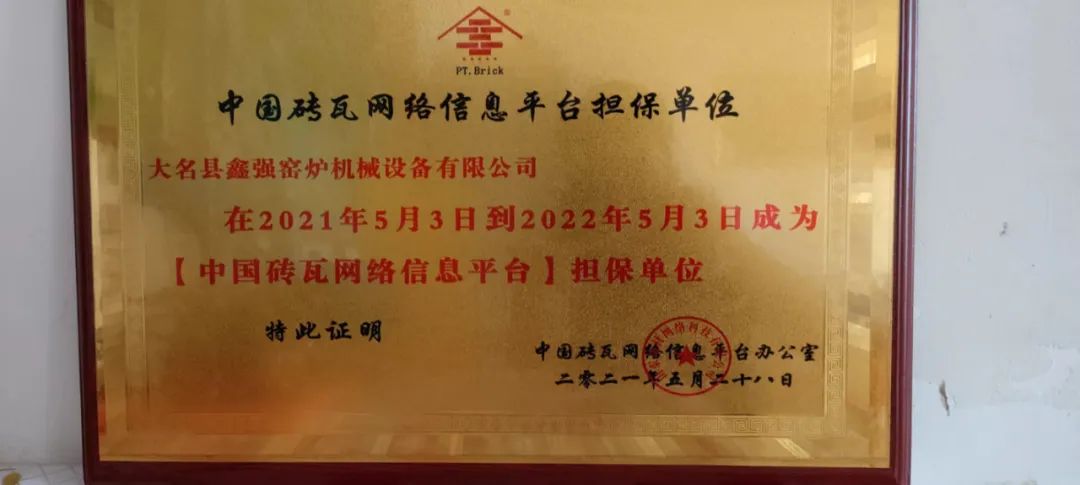 ®
PT.Brick
中国砖瓦网络信息平台担保单位
大名县鑫强窑炉机械设备有限公司
在2021年5月3日到2022年5月3日成为
【中国砖瓦网络信息平台】担保单位
特此证明
中国砖瓦网络信息平台办公室
二零二一年五月二十八日
网络科技有